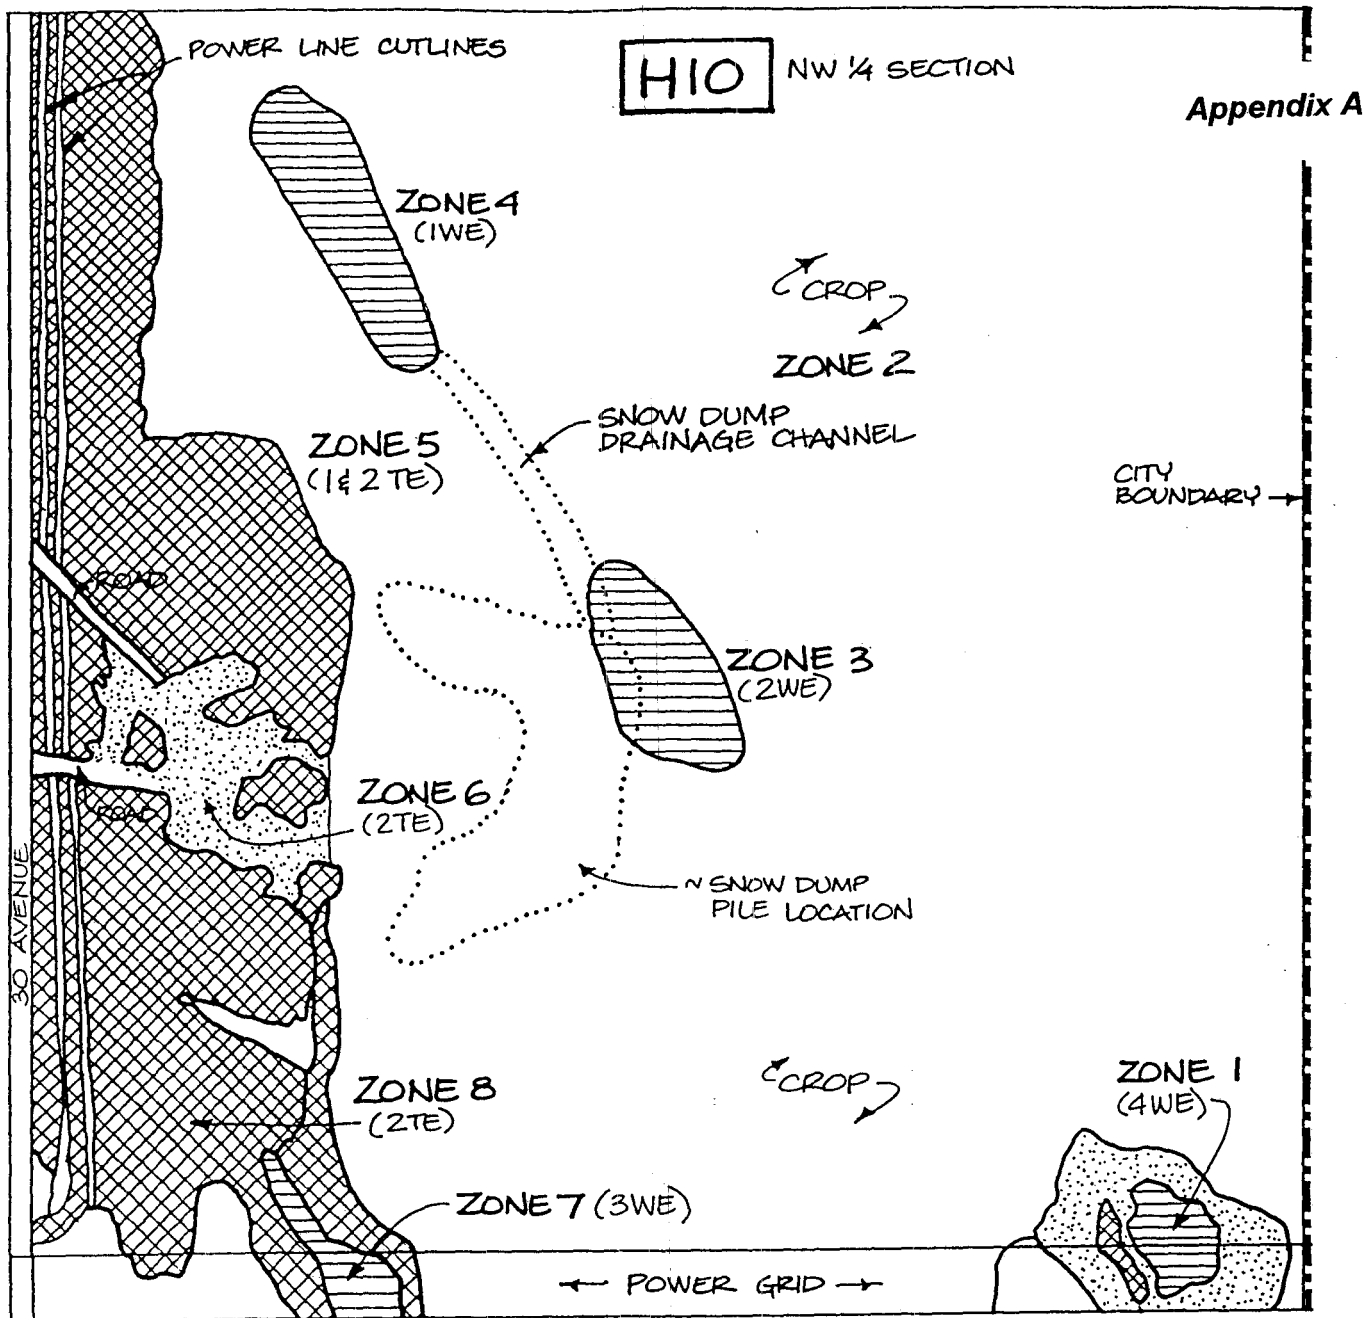 POWER LINE CUTLINES
H10
NW 1/4 SECTION
Appendix A
ZONE 4
(1WE)
CROP
ZONE 2
SNOW DUMP
DRAINAGE CHANNEL
ZONE 5
(1 & 2 TE)
CITY
BOUNDARY
ROAD
ZONE 3
(2WE)
ZONE 6
(2TE)
ROAD
30 AVENUE
~ SNOW DUMP
PILE LOCATION
CROP
ZONE 1
(4WE)
ZONE 8
(2TE)
ZONE 7 (3WE)
POWER GRID